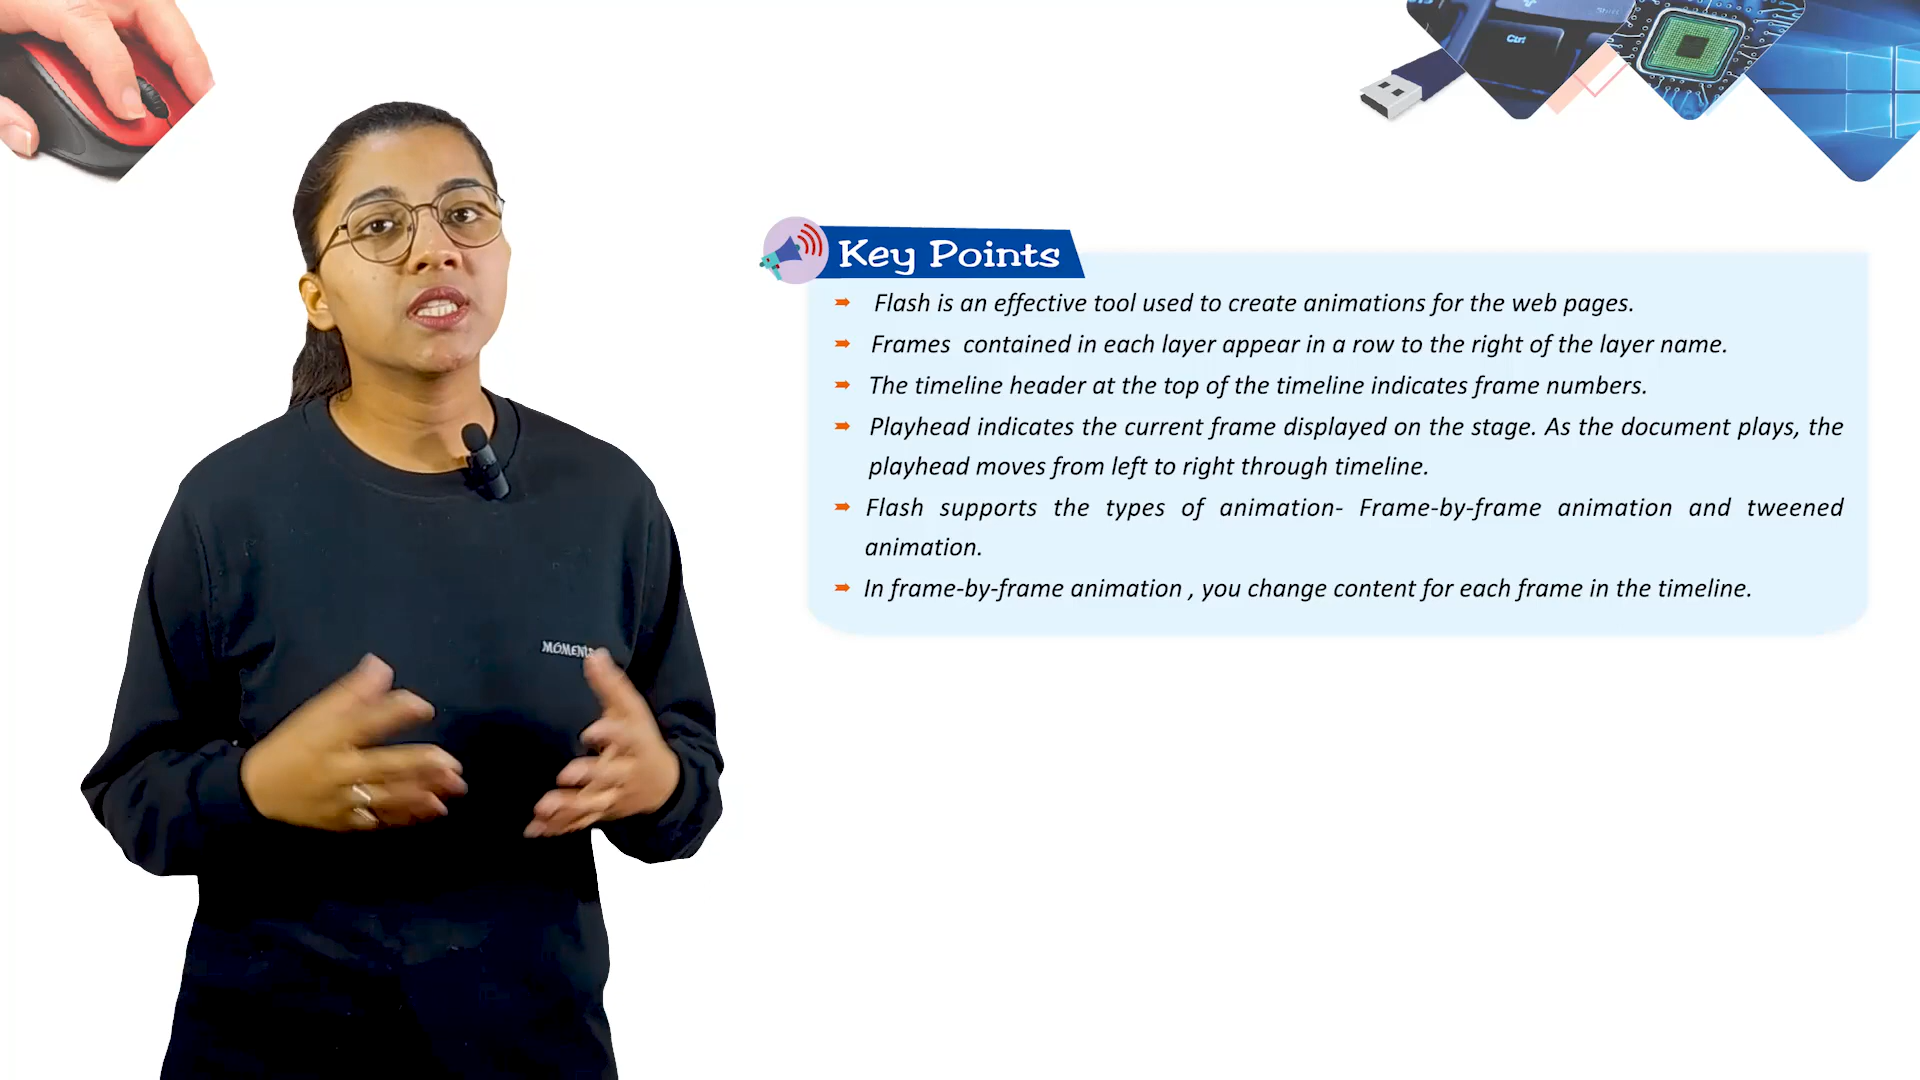 Ctrl
Shift
Key Points
➡ Flash is an effective tool used to create animations for the web pages.
➡ Frames contained in each layer appear in a row to the right of the layer name.
➡ The timeline header at the top of the timeline indicates frame numbers.
➡ Playhead indicates the current frame displayed on the stage. As the document plays, the
playhead moves from left to right through timeline.
➡ Flash supports the types of animation- Frame-by-frame animation and tweened
animation.
➡ In frame-by-frame animation , you change content for each frame in the timeline.